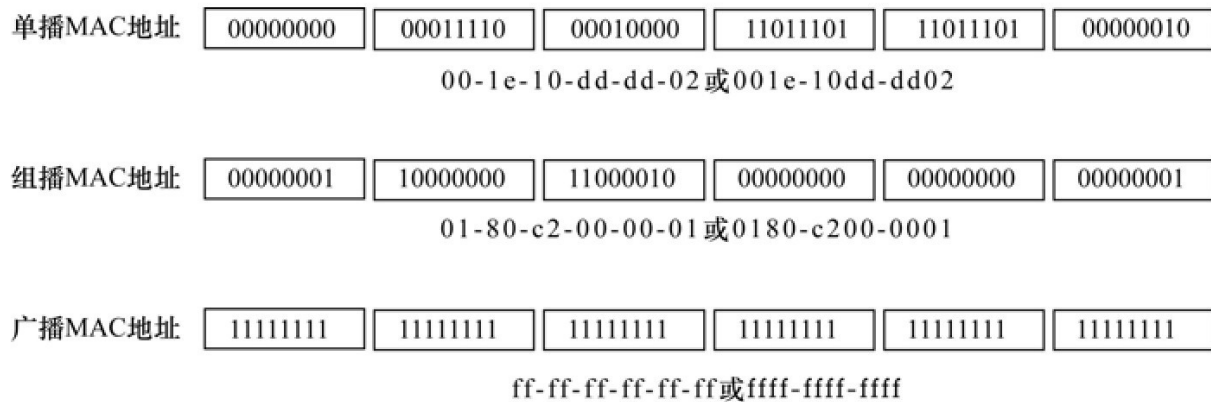 单播MAC地址 00000000 00011110 00010000 11011101 11011101 00000010
00-1e-10-dd-dd-02或001e-10dd-dd02
组播MAC地址 00000001 10000000 11000010 00000000 00000000 00000001
01-80-c2-00-00-01或0180-c200-0001
广播MAC地址 11111111 11111111 11111111 11111111 11111111 11111111
ff-ff-ff-ff-ff-ff或ffff-ffff-ffff